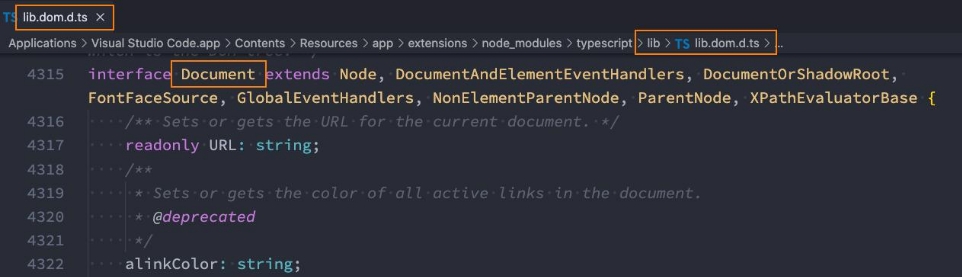 TS lib.dom.d.ts ×
Applications > Visual Studio Code.app > Contents > Resources > app > extensions > node_modules > typescript > lib > TS lib.dom.d.ts > ...
4315 interface Document extends Node, DocumentAndElementEventHandlers, DocumentOrShadowRoot,
FontFaceSource, GlobalEventHandlers, NonElementParentNode, ParentNode, XPathEvaluatorBase {
4316 /** Sets or gets the URL for the current document. */
4317 readonly URL: string;
4318 /**
4319 * Sets or gets the color of all active links in the document.
4320 * @deprecated
4321 */
4322 alinkColor: string;